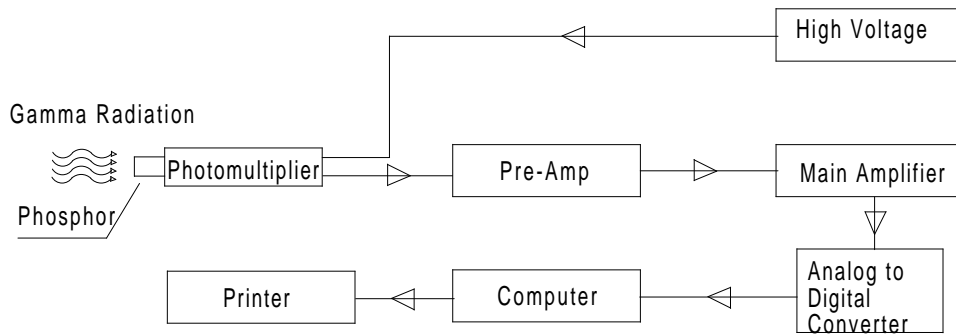 High Voltage
Gamma Radiation
Photomultiplier
Pre-Amp
Main Amplifier
Phosphor
Printer
Computer
Analog to
Digital
Converter